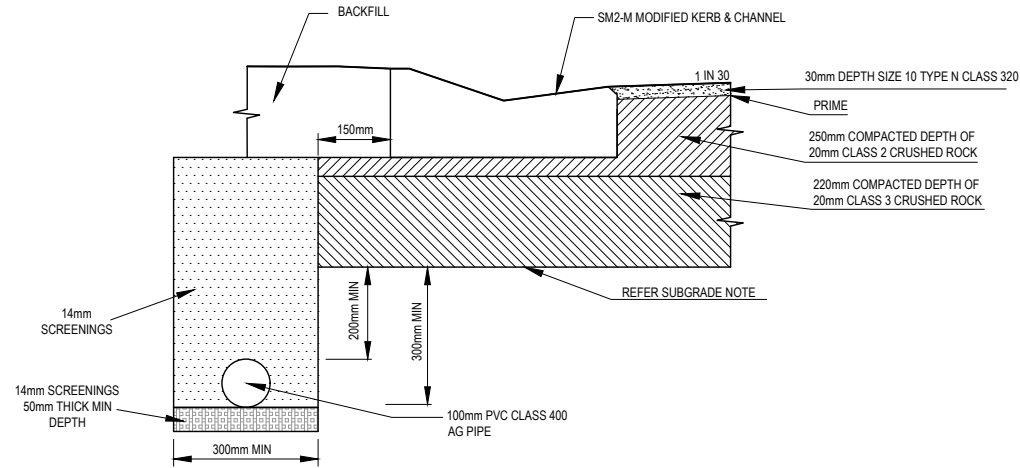 BACKFILL
SM2-M MODIFIED KERB & CHANNEL
1 IN 30
30mm DEPTH SIZE 10 TYPE N CLASS 320
PRIME
150mm
250mm COMPACTED DEPTH OF
20mm CLASS 2 CRUSHED ROCK
220mm COMPACTED DEPTH OF
20mm CLASS 3 CRUSHED ROCK
REFER SUBGRADE NOTE
200mm MIN
300mm MIN
14mm
SCREENINGS
14mm SCREENINGS
50mm THICK MIN
DEPTH
100mm PVC CLASS 400
AG PIPE
300mm MIN